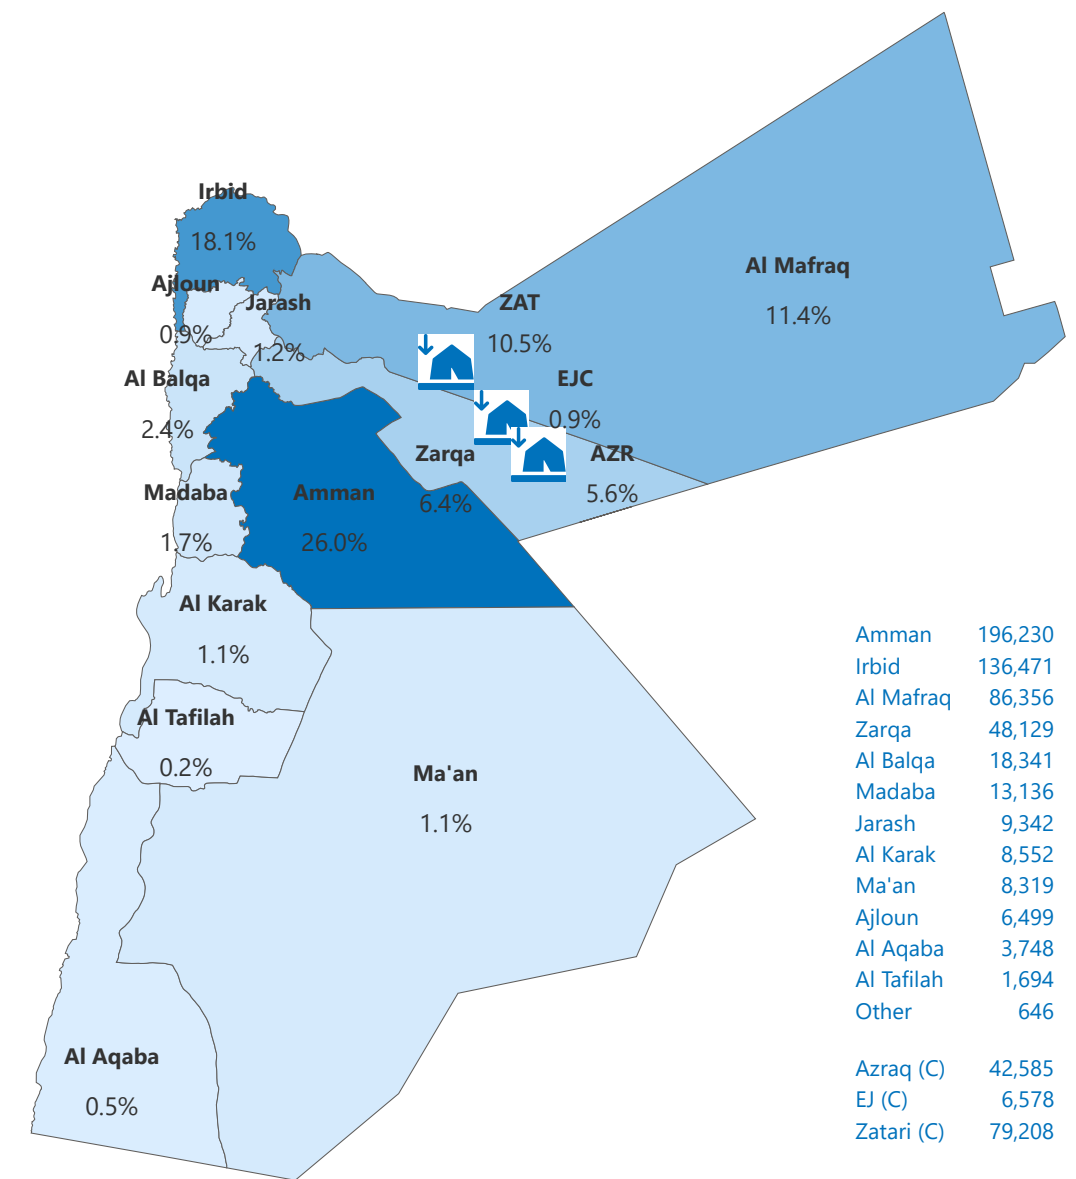 Irbid
18.1%
Ajloun
0.9%
Jarash
1.2%
ZAT
10.5%
Al Mafraq
11.4%
EJC
0.9%
Al Balqa
2.4%
Zarqa
6.4%
AZR
5.6%
Madaba
1.7%
Amman
26.0%
Al Karak
1.1%
Al Tafilah
0.2%
Ma'an
1.1%
Al Aqaba
0.5%
Amman 196,230
Irbid 136,471
Al Mafraq 86,356
Zarqa 48,129
Al Balqa 18,341
Madaba 13,136
Jarash 9,342
Al Karak 8,552
Ma'an 8,319
Ajloun 6,499
Al Aqaba 3,748
Al Tafilah 1,694
Other 646
Azraq (C) 42,585
EJ (C) 6,578
Zatari (C) 79,208